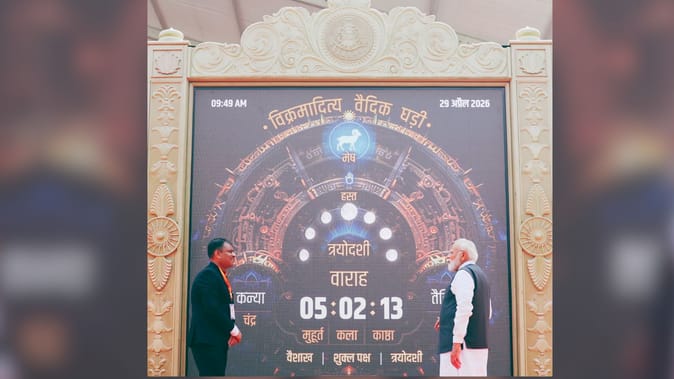 09:49 AM
29 अप्रैल 2026
विक्रमादित्य वैदिक घड़ी
मेष
हस्त
त्रयोदशी
वाराह
कन्या
चंद्र
05:02:13
मुहूर्त कला काष्ठा
वैशाख | शुक्ल पक्ष | त्रयोदशी